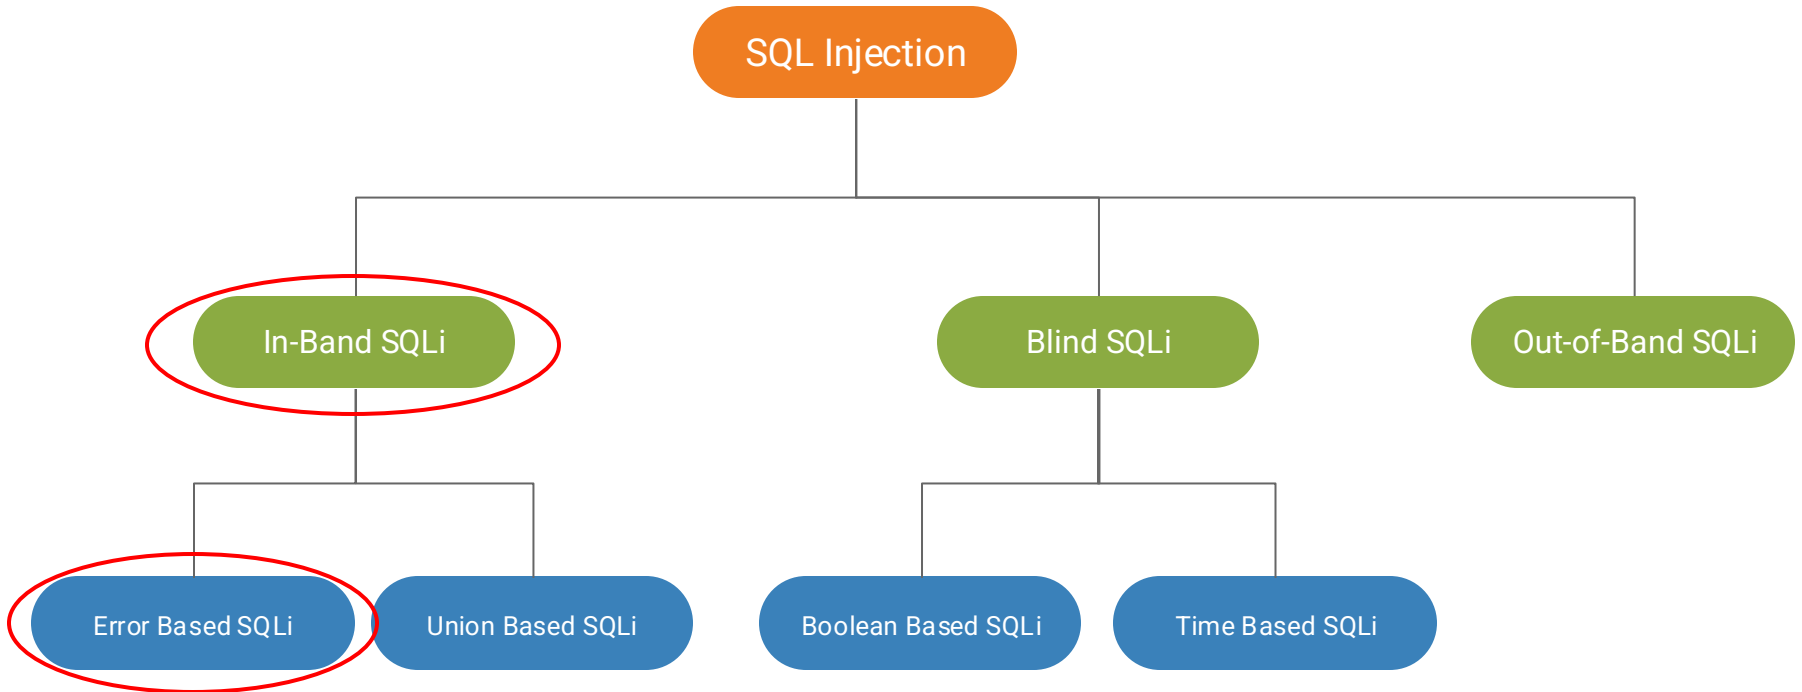 SQL Injection
In-Band SQLi
Blind SQLi
Out-of-Band SQLi
Error Based SQLi
Union Based SQLi
Boolean Based SQLi
Time Based SQLi